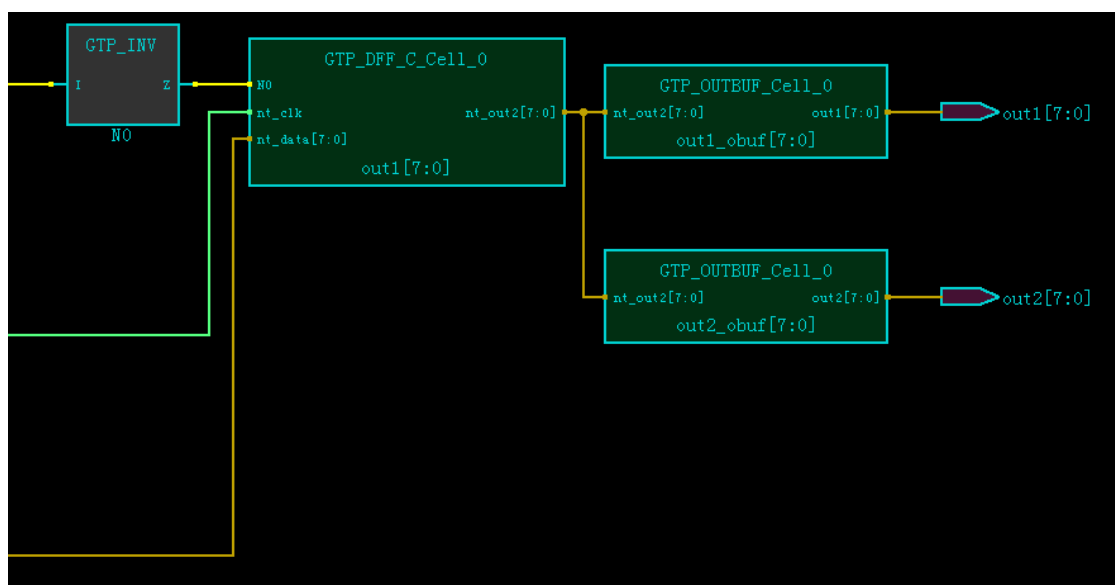 GTP_INV
I Z
N0
GTP_DFF_C_Cell_0
N0
nt_clk nt_out2[7:0]
nt_data[7:0]
out1[7:0]
GTP_OUTBUF_Cell_0
nt_out2[7:0] out1[7:0]
out1_obuf[7:0]
out1[7:0]
GTP_OUTBUF_Cell_0
nt_out2[7:0] out2[7:0]
out2_obuf[7:0]
out2[7:0]